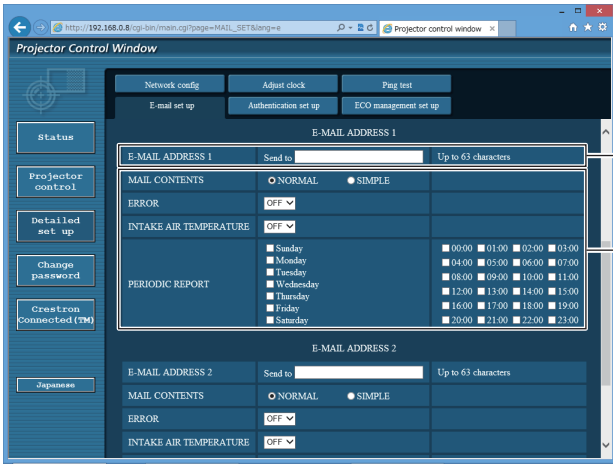 http://192.168.0.8/cgi-bin/main.cgi?page=MAIL_SET&lang=e
Projector control window
Projector Control Window
Network config Adjust clock Ping test
E-mail set up Authentication set up ECO management set up
Status
Projector control
Detailed set up
Change password
Crestron Connected(TM)
Japanese
E-MAIL ADDRESS 1
E-MAIL ADDRESS 1 Send to Up to 63 characters
MAIL CONTENTS NORMAL SIMPLE
ERROR OFF
INTAKE AIR TEMPERATURE OFF
PERIODIC REPORT
Sunday
Monday
Tuesday
Wednesday
Thursday
Friday
Saturday
00:00 01:00 02:00 03:00
04:00 05:00 06:00 07:00
08:00 09:00 10:00 11:00
12:00 13:00 14:00 15:00
16:00 17:00 18:00 19:00
20:00 21:00 22:00 23:00
E-MAIL ADDRESS 2
E-MAIL ADDRESS 2 Send to Up to 63 characters
MAIL CONTENTS NORMAL SIMPLE
ERROR OFF
INTAKE AIR TEMPERATURE OFF